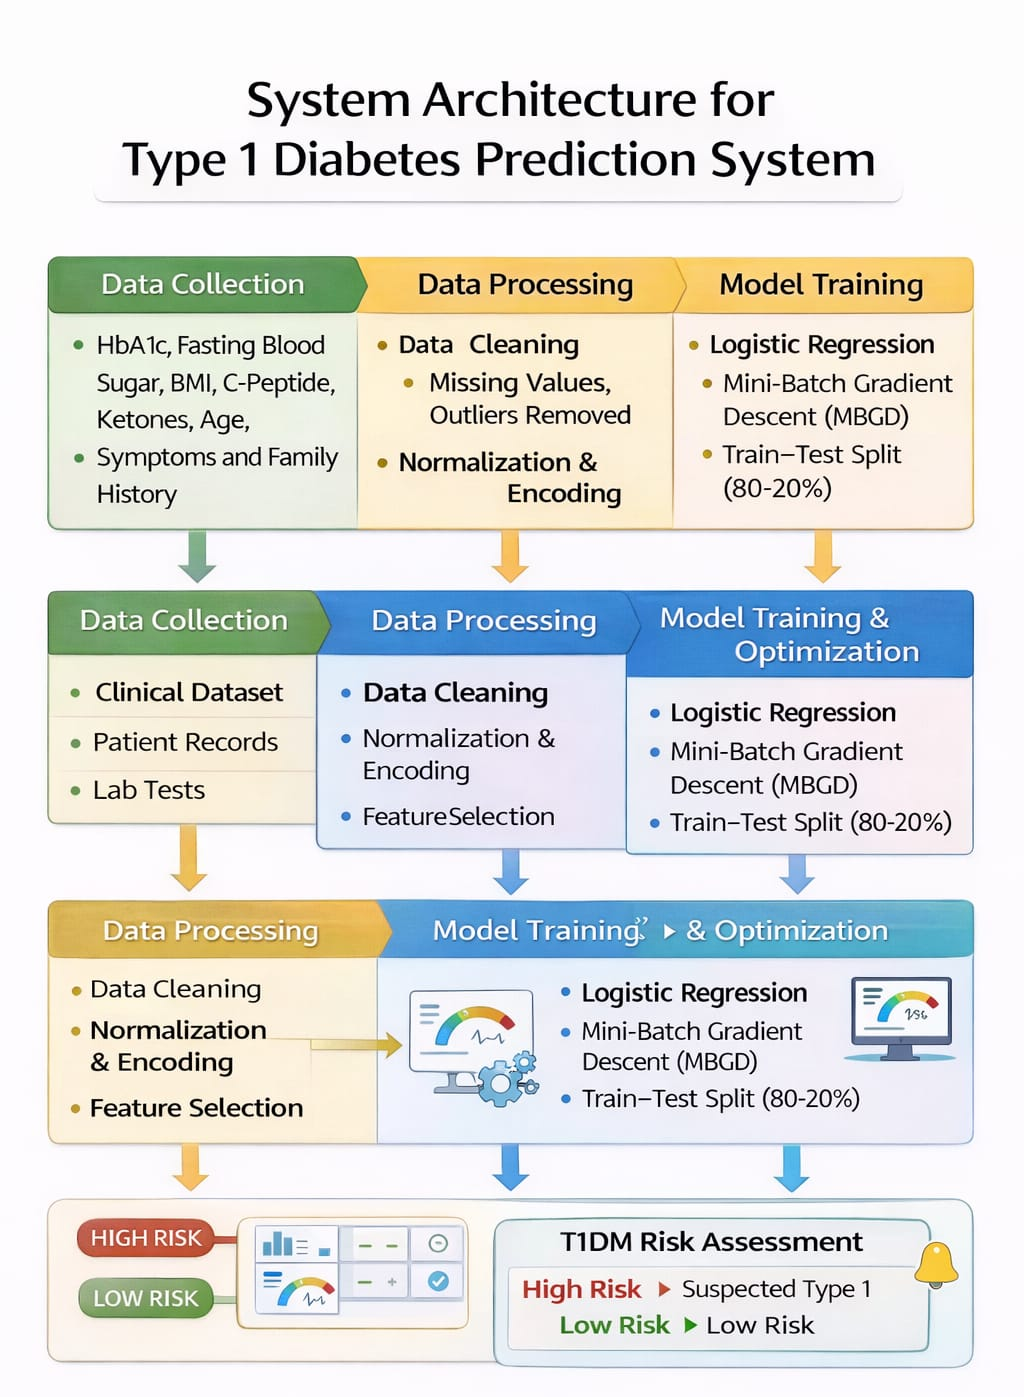 System Architecture for
Type 1 Diabetes Prediction System
Data Collection
HbA1c, Fasting Blood
Sugar, BMI, C-Peptide,
Ketones, Age,
Symptoms and Family
History
Data Processing
Data Cleaning
Missing Values,
Outliers Removed
Normalization &
Encoding
Model Training
Logistic Regression
Mini-Batch Gradient
Descent (MBGD)
Train–Test Split
(80-20%)
Data Collection
Clinical Dataset
Patient Records
Lab Tests
Data Processing
Data Cleaning
Normalization &
Encoding
FeatureSelection
Model Training &
Optimization
Logistic Regression
Mini-Batch Gradient
Descent (MBGD)
Train–Test Split (80-20%)
Data Processing
Data Cleaning
Normalization
& Encoding
Feature Selection
Model Training & Optimization
Logistic Regression
Mini-Batch Gradient
Descent (MBGD)
Train–Test Split (80-20%)
HIGH RISK
LOW RISK
T1DM Risk Assessment
High Risk ▶ Suspected Type 1
Low Risk ▶ Low Risk